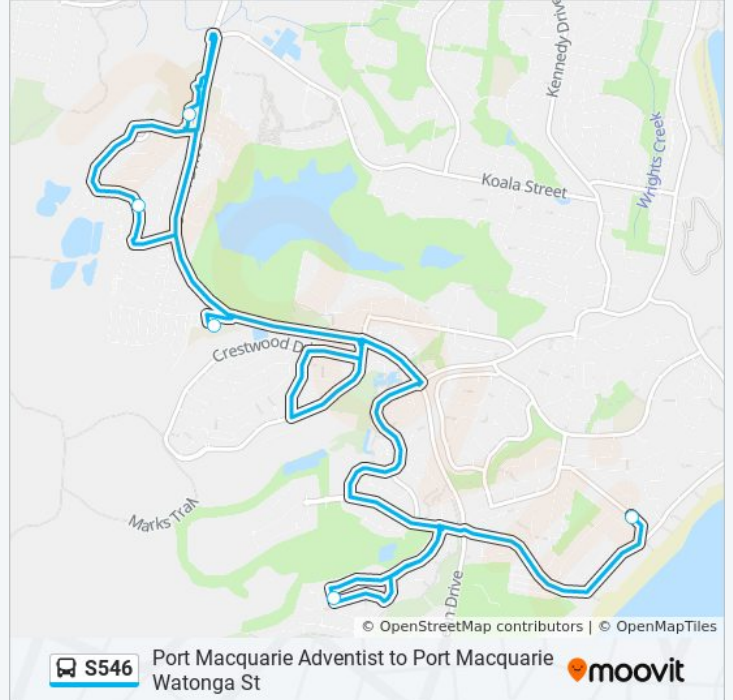 Kennedy Drive
Wrights Creek
Koala Street
Crestwood D
Marks Trail
n Drive
© OpenStreetMap contributors | © OpenMapTiles
S546
Port Macquarie Adventist to Port Macquarie
Watonga St
moovit